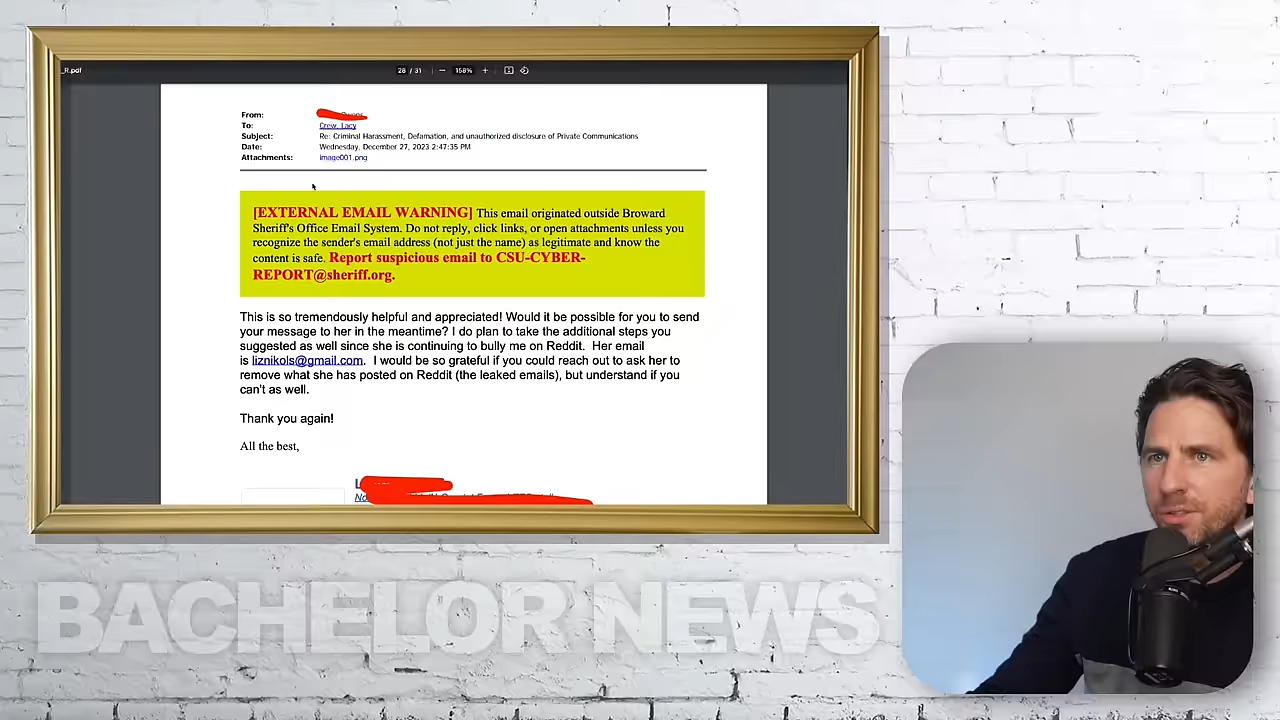 _R.pdf
28 / 31
158%
From:
To: Crew, Lacy
Subject: Re: Criminal Harassment, Defamation, and unauthorized disclosure of Private Communications
Date: Wednesday, December 27, 2023 2:47:35 PM
Attachments: image001.png
[EXTERNAL EMAIL WARNING] This email originated outside Broward
Sheriff's Office Email System. Do not reply, click links, or open attachments unless you
recognize the sender's email address (not just the name) as legitimate and know the
content is safe. Report suspicious email to CSU-CYBER-
REPORT@sheriff.org.
This is so tremendously helpful and appreciated! Would it be possible for you to send
your message to her in the meantime? I do plan to take the additional steps you
suggested as well since she is continuing to bully me on Reddit. Her email
is liznikols@gmail.com. I would be so grateful if you could reach out to ask her to
remove what she has posted on Reddit (the leaked emails), but understand if you
can't as well.
Thank you again!
All the best,
BACHELOR NEWS